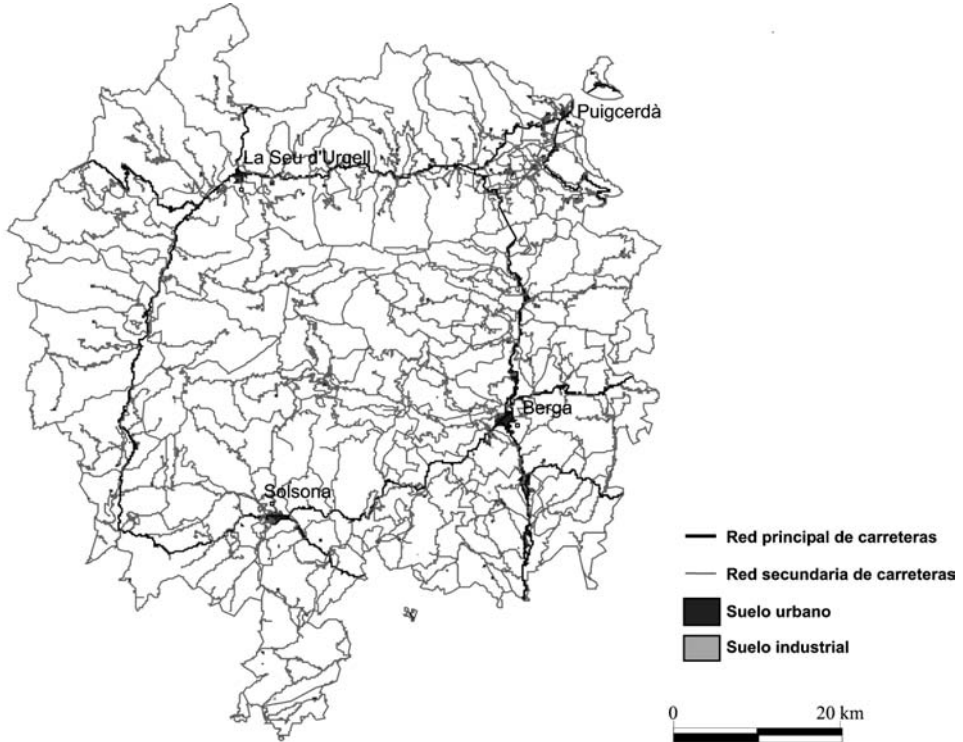 Puigcerdà
La Seu d'Urgell
Berga
Solsona
Red principal de carreteras
Red secundaria de carreteras
Suelo urbano
Suelo industrial
0 20 km